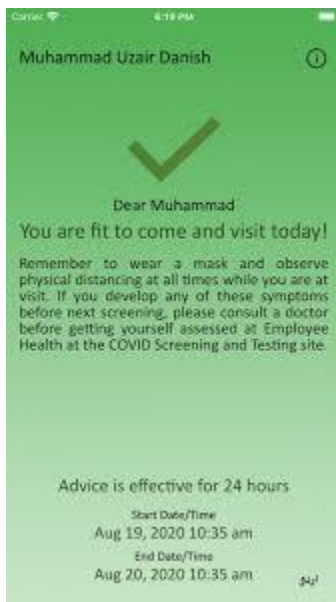 Carrier 6:19 PM
Muhammad Uzair Danish
Dear Muhammad
You are fit to come and visit today!
Remember to wear a mask and observe
physical distancing at all times while you are at
visit. If you develop any of these symptoms
before next screening, please consult a doctor
before getting yourself assessed at Employee
Health at the COVID Screening and Testing site.
Advice is effective for 24 hours
Start Date/Time
Aug 19, 2020 10:35 am
End Date/Time
Aug 20, 2020 10:35 am